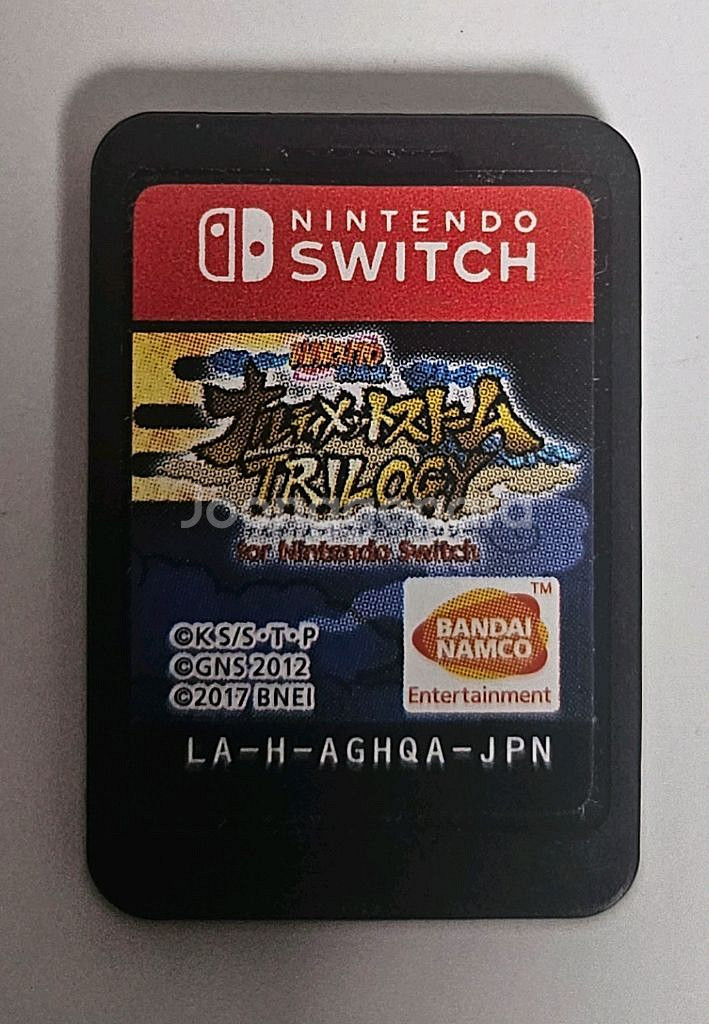 NINTENDO
SWITCH
NARUTO
ナルティメットストーム
TRILOGY
for Nintendo Switch
©KS/S・T・P
©GNS 2012
©2017 BNEI
TM
BANDAI
NAMCO
Entertainment
LA-H-AGHQA-JPN